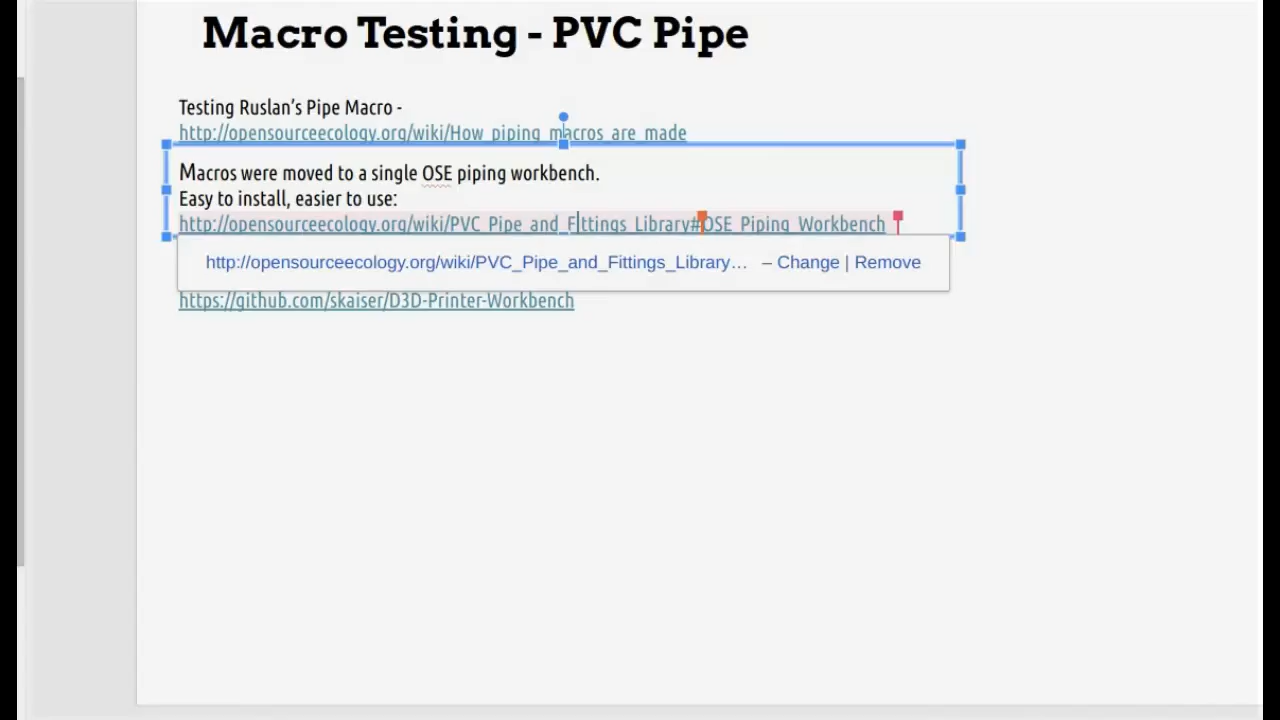 Macro Testing - PVC Pipe
Testing Ruslan's Pipe Macro -
http://opensourceecology.org/wiki/How_piping_macros_are_made
Macros were moved to a single OSE piping workbench.
Easy to install, easier to use:
http://opensourceecology.org/wiki/PVC_Pipe_and_Fittings_Library#OSE_Piping_Workbench
http://opensourceecology.org/wiki/PVC_Pipe_and_Fittings_Library… – Change | Remove
https://github.com/skaiser/D3D-Printer-Workbench